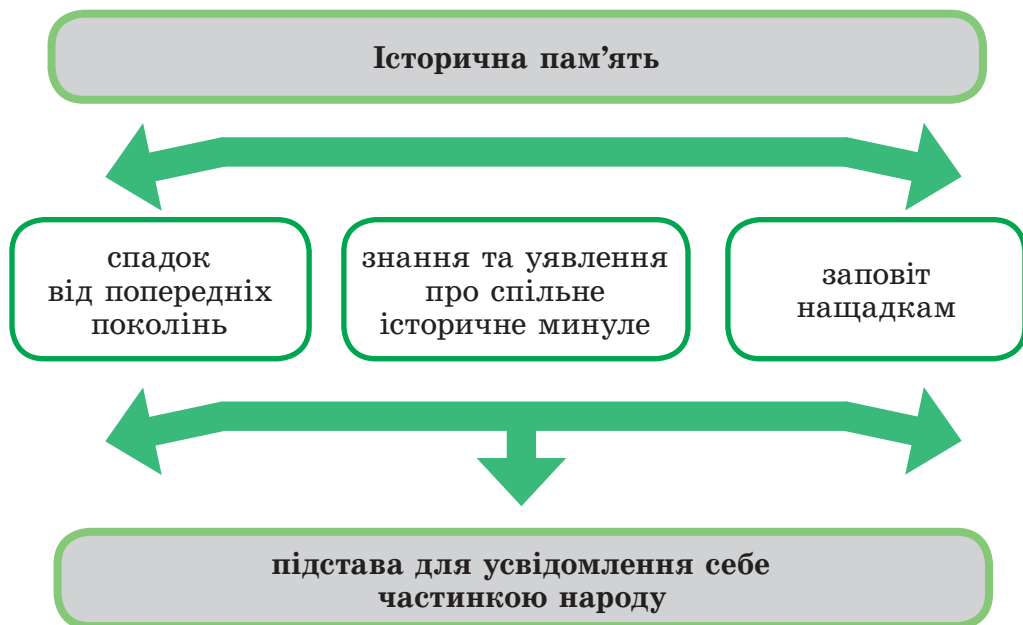 Історична пам’ять
спадок
від попередніх
поколінь
знання та уявлення
про спільне
історичне минуле
заповіт
нащадкам
підстава для усвідомлення себе
частинкою народу